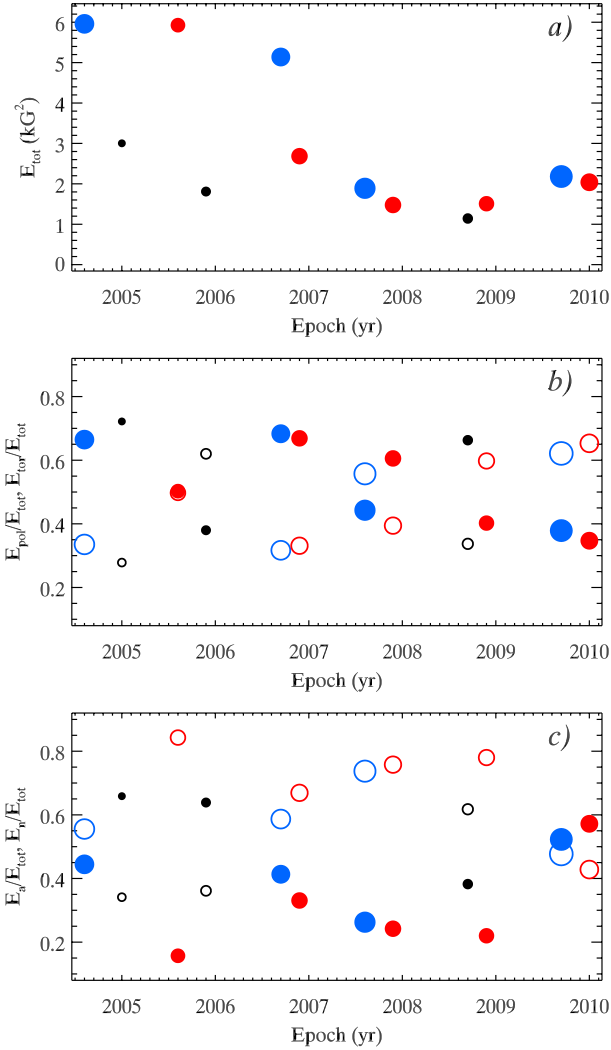 a)
6
5
4
3
2
1
0
E_tot (kG^2)
2005 2006 2007 2008 2009 2010
Epoch (yr)
b)
0.8
0.6
0.4
0.2
E_pol/E_tot, E_tor/E_tot
2005 2006 2007 2008 2009 2010
Epoch (yr)
c)
0.8
0.6
0.4
0.2
E_a/E_tot, E_n/E_tot
2005 2006 2007 2008 2009 2010
Epoch (yr)